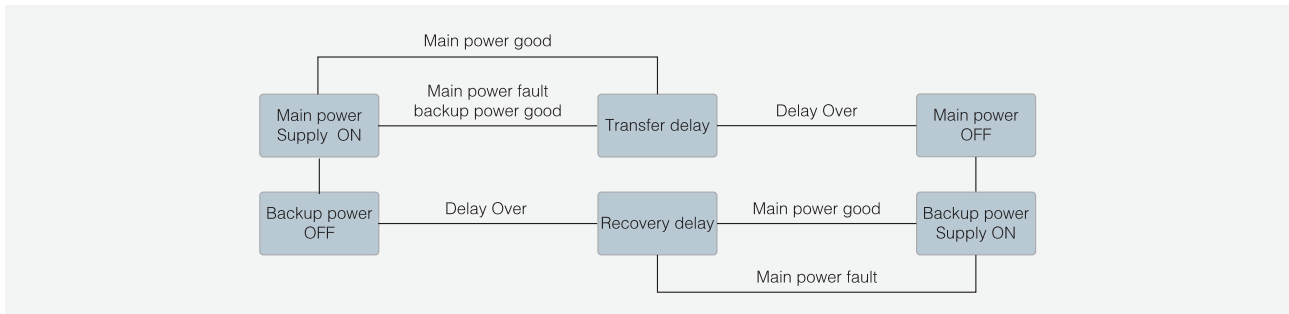 Main power good
Main power fault
backup power good
Main power
Supply ON
Transfer delay
Delay Over
Main power
OFF
Backup power
OFF
Delay Over
Recovery delay
Main power good
Backup power
Supply ON
Main power fault